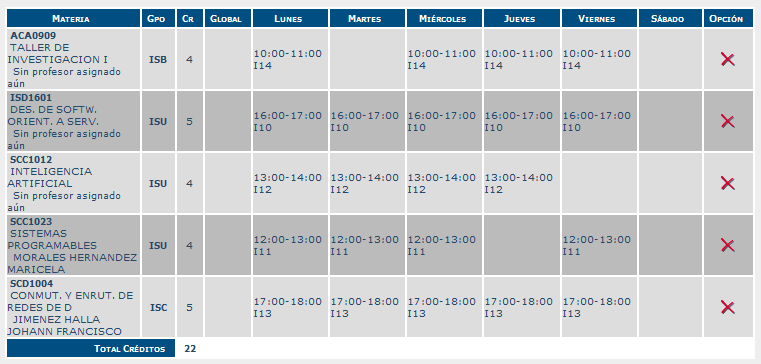 Materia Gpo Cr Global Lunes Martes Miércoles Jueves Viernes Sábado Opción
ACA0909
TALLER DE
INVESTIGACION I
Sin profesor asignado
aún
ISB 4
10:00-11:00 I14
10:00-11:00 I14
10:00-11:00 I14
10:00-11:00 I14
ISD1601
DES. DE SOFTW.
ORIENT. A SERV.
Sin profesor asignado
aún
ISU 5
16:00-17:00 I10
16:00-17:00 I10
16:00-17:00 I10
16:00-17:00 I10
16:00-17:00 I10
SCC1012
INTELIGENCIA
ARTIFICIAL
Sin profesor asignado
aún
ISU 4
13:00-14:00 I12
13:00-14:00 I12
13:00-14:00 I12
13:00-14:00 I12
SCC1023
SISTEMAS
PROGRAMABLES
MORALES HERNANDEZ
MARICELA
ISU 4
12:00-13:00 I11
12:00-13:00 I11
12:00-13:00 I11
12:00-13:00 I11
SCD1004
CONMUT. Y ENRUT. DE
REDES DE D
JIMENEZ HALLA
JOHANN FRANCISCO
ISC 5
17:00-18:00 I13
17:00-18:00 I13
17:00-18:00 I13
17:00-18:00 I13
17:00-18:00 I13
Total Créditos 22